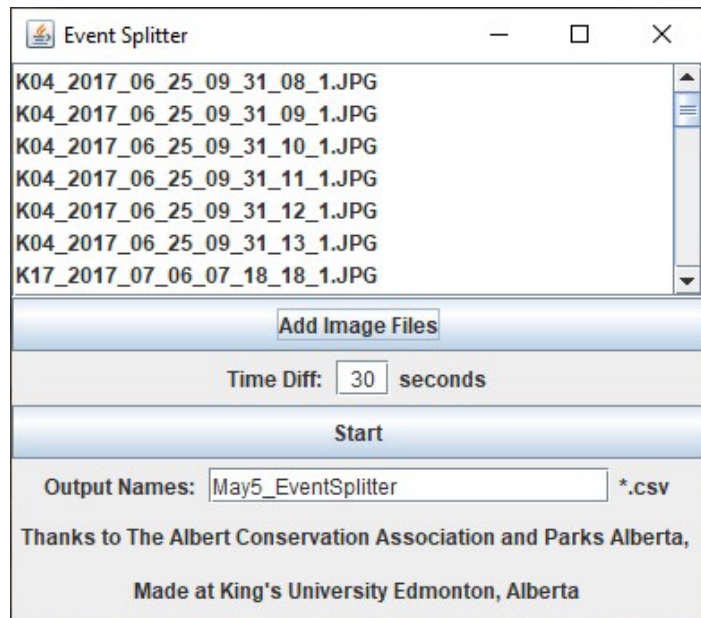 Event Splitter
K04_2017_06_25_09_31_08_1.JPG
K04_2017_06_25_09_31_09_1.JPG
K04_2017_06_25_09_31_10_1.JPG
K04_2017_06_25_09_31_11_1.JPG
K04_2017_06_25_09_31_12_1.JPG
K04_2017_06_25_09_31_13_1.JPG
K17_2017_07_06_07_18_18_1.JPG
Add Image Files
Time Diff: 30 seconds
Start
Output Names: May5_EventSplitter *.csv
Thanks to The Albert Conservation Association and Parks Alberta,
Made at King's University Edmonton, Alberta